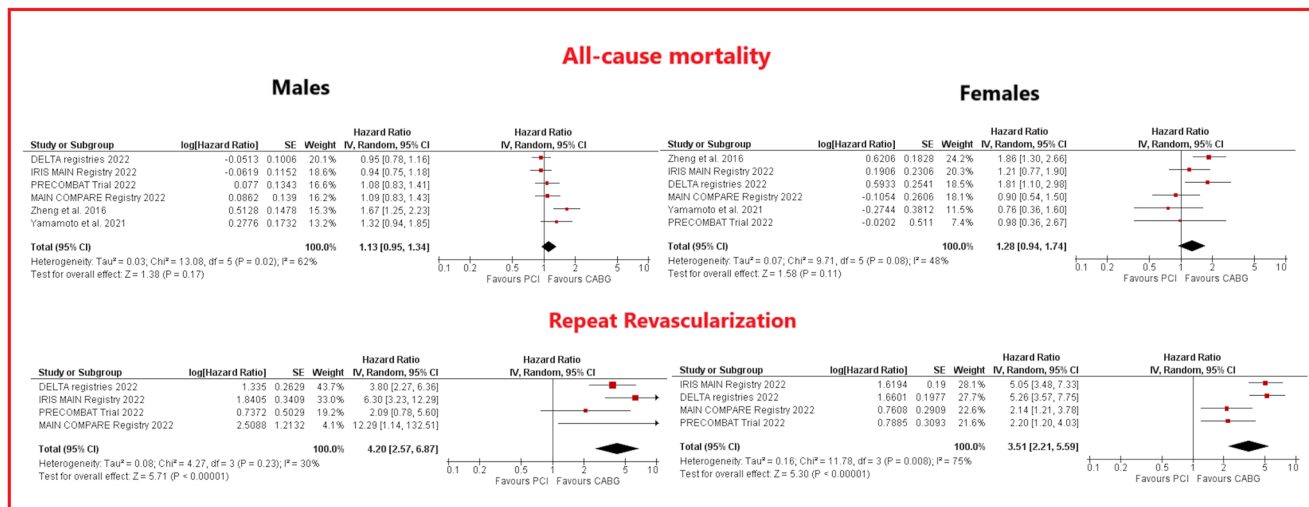 All-cause mortality
Males
Hazard Ratio Hazard Ratio
Study or Subgroup log[Hazard Ratio] SE Weight IV, Random, 95% CI IV, Random, 95% CI
DELTA registries 2022 -0.0513 0.1006 20.1% 0.95 [0.78, 1.16]
IRIS MAIN Registry 2022 -0.0619 0.1152 18.7% 0.94 [0.75, 1.18]
PRECOMBAT Trial 2022 0.077 0.1343 16.6% 1.08 [0.83, 1.41]
MAIN COMPARE Registry 2022 0.0862 0.139 16.1% 1.09 [0.83, 1.43]
Zheng et al. 2016 0.5128 0.1478 15.3% 1.67 [1.25, 2.23]
Yamamoto et al. 2021 0.2776 0.1732 13.2% 1.32 [0.94, 1.85]
Total (95% CI) 100.0% 1.13 [0.95, 1.34]
Heterogeneity: Tau² = 0.03; Chi² = 13.08, df = 5 (P = 0.02); I² = 62%
Test for overall effect: Z = 1.38 (P = 0.17)
0.1 0.2 0.5 1 2 5 10
Favours PCI Favours CABG
Females
Hazard Ratio Hazard Ratio
Study or Subgroup log[Hazard Ratio] SE Weight IV, Random, 95% CI IV, Random, 95% CI
Zheng et al. 2016 0.6206 0.1828 24.2% 1.86 [1.30, 2.66]
IRIS MAIN Registry 2022 0.1906 0.2306 20.3% 1.21 [0.77, 1.90]
DELTA registries 2022 0.5933 0.2541 18.5% 1.81 [1.10, 2.98]
MAIN COMPARE Registry 2022 -0.1054 0.2606 18.0% 0.90 [0.54, 1.50]
Yamamoto et al. 2021 -0.2744 0.3812 11.5% 0.76 [0.36, 1.60]
PRECOMBAT Trial 2022 -0.0202 0.511 7.4% 0.98 [0.36, 2.67]
Total (95% CI) 100.0% 1.28 [0.94, 1.74]
Heterogeneity: Tau² = 0.07; Chi² = 9.71, df = 5 (P = 0.08); I² = 48%
Test for overall effect: Z = 1.58 (P = 0.11)
0.1 0.2 0.5 1 2 5 10
Favours PCI Favours CABG
Repeat Revascularization
Hazard Ratio Hazard Ratio
Study or Subgroup log[Hazard Ratio] SE Weight IV, Random, 95% CI IV, Random, 95% CI
DELTA registries 2022 1.335 0.2629 43.7% 3.80 [2.27, 6.36]
IRIS MAIN Registry 2022 1.8405 0.3409 33.0% 6.30 [3.23, 12.29]
PRECOMBAT Trial 2022 0.7372 0.5029 19.2% 2.09 [0.78, 5.60]
MAIN COMPARE Registry 2022 2.5088 1.2132 4.1% 12.29 [1.14, 132.51]
Total (95% CI) 100.0% 4.20 [2.57, 6.87]
Heterogeneity: Tau² = 0.08; Chi² = 4.27, df = 3 (P = 0.23); I² = 30%
Test for overall effect: Z = 5.71 (P < 0.00001)
0.1 0.2 0.5 1 2 5 10
Favours PCI Favours CABG
Hazard Ratio Hazard Ratio
Study or Subgroup log[Hazard Ratio] SE Weight IV, Random, 95% CI IV, Random, 95% CI
IRIS MAIN Registry 2022 1.6194 0.19 28.1% 5.05 [3.48, 7.33]
DELTA registries 2022 1.6601 0.1977 27.7% 5.26 [3.57, 7.75]
MAIN COMPARE Registry 2022 0.7608 0.2909 22.6% 2.14 [1.21, 3.78]
PRECOMBAT Trial 2022 0.7885 0.3093 21.6% 2.20 [1.20, 4.03]
Total (95% CI) 100.0% 3.51 [2.21, 5.59]
Heterogeneity: Tau² = 0.16; Chi² = 11.78, df = 3 (P = 0.008); I² = 75%
Test for overall effect: Z = 5.30 (P < 0.00001)
0.1 0.2 0.5 1 2 5 10
Favours PCI Favours CABG